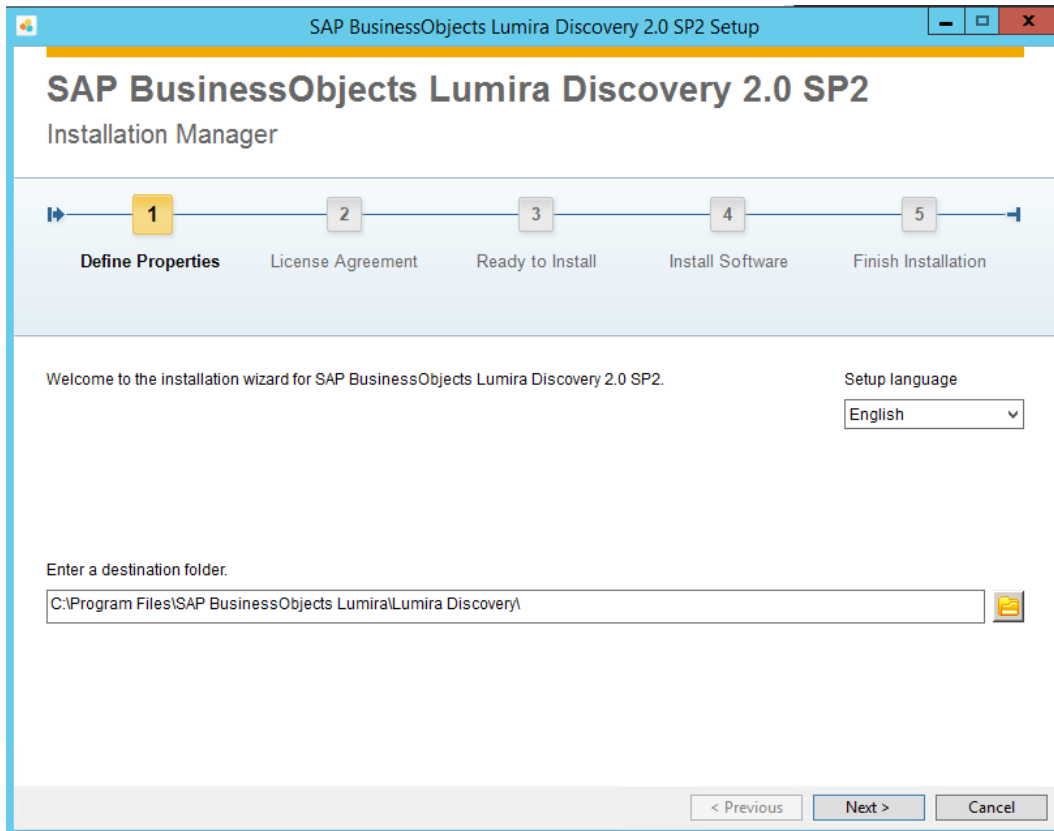 SAP BusinessObjects Lumira Discovery 2.0 SP2 Setup
SAP BusinessObjects Lumira Discovery 2.0 SP2
Installation Manager
1 2 3 4 5
Define Properties License Agreement Ready to Install Install Software Finish Installation
Welcome to the installation wizard for SAP BusinessObjects Lumira Discovery 2.0 SP2. Setup language
English
Enter a destination folder.
C:\Program Files\SAP BusinessObjects Lumira\Lumira Discovery\
< Previous Next > Cancel